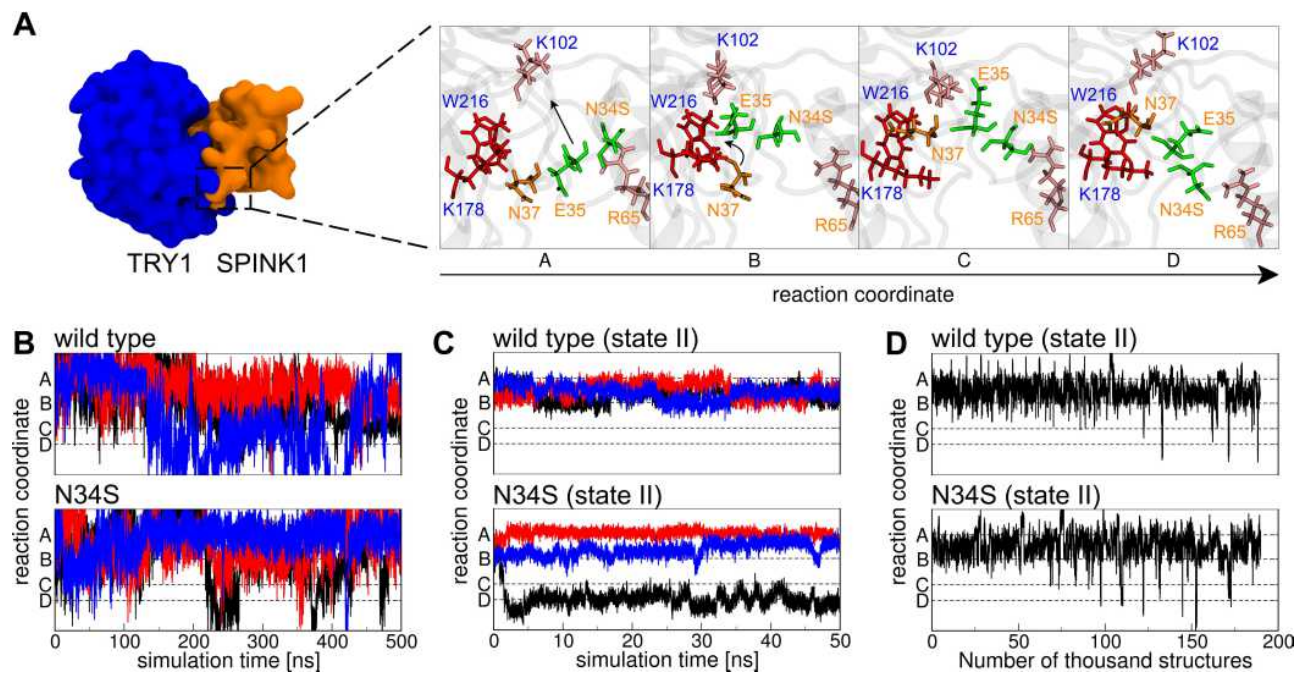 A
TRY1 SPINK1
K102
W216
N34S
K178
N37
E35
R65
K102
W216
E35
N34S
K178
N37
R65
K102
E35
W216
N34S
N37
K178
R65
K102
W216
N37
E35
K178
N34S
R65
A B C D
reaction coordinate
B
wild type
A
B
C
D
N34S
A
B
C
D
reaction coordinate
0 100 200 300 400 500
simulation time [ns]
C
wild type (state II)
A
B
C
D
N34S (state II)
A
B
C
D
reaction coordinate
0 10 20 30 40 50
simulation time [ns]
D
wild type (state II)
A
B
C
D
N34S (state II)
A
B
C
D
reaction coordinate
0 50 100 150 200
Number of thousand structures